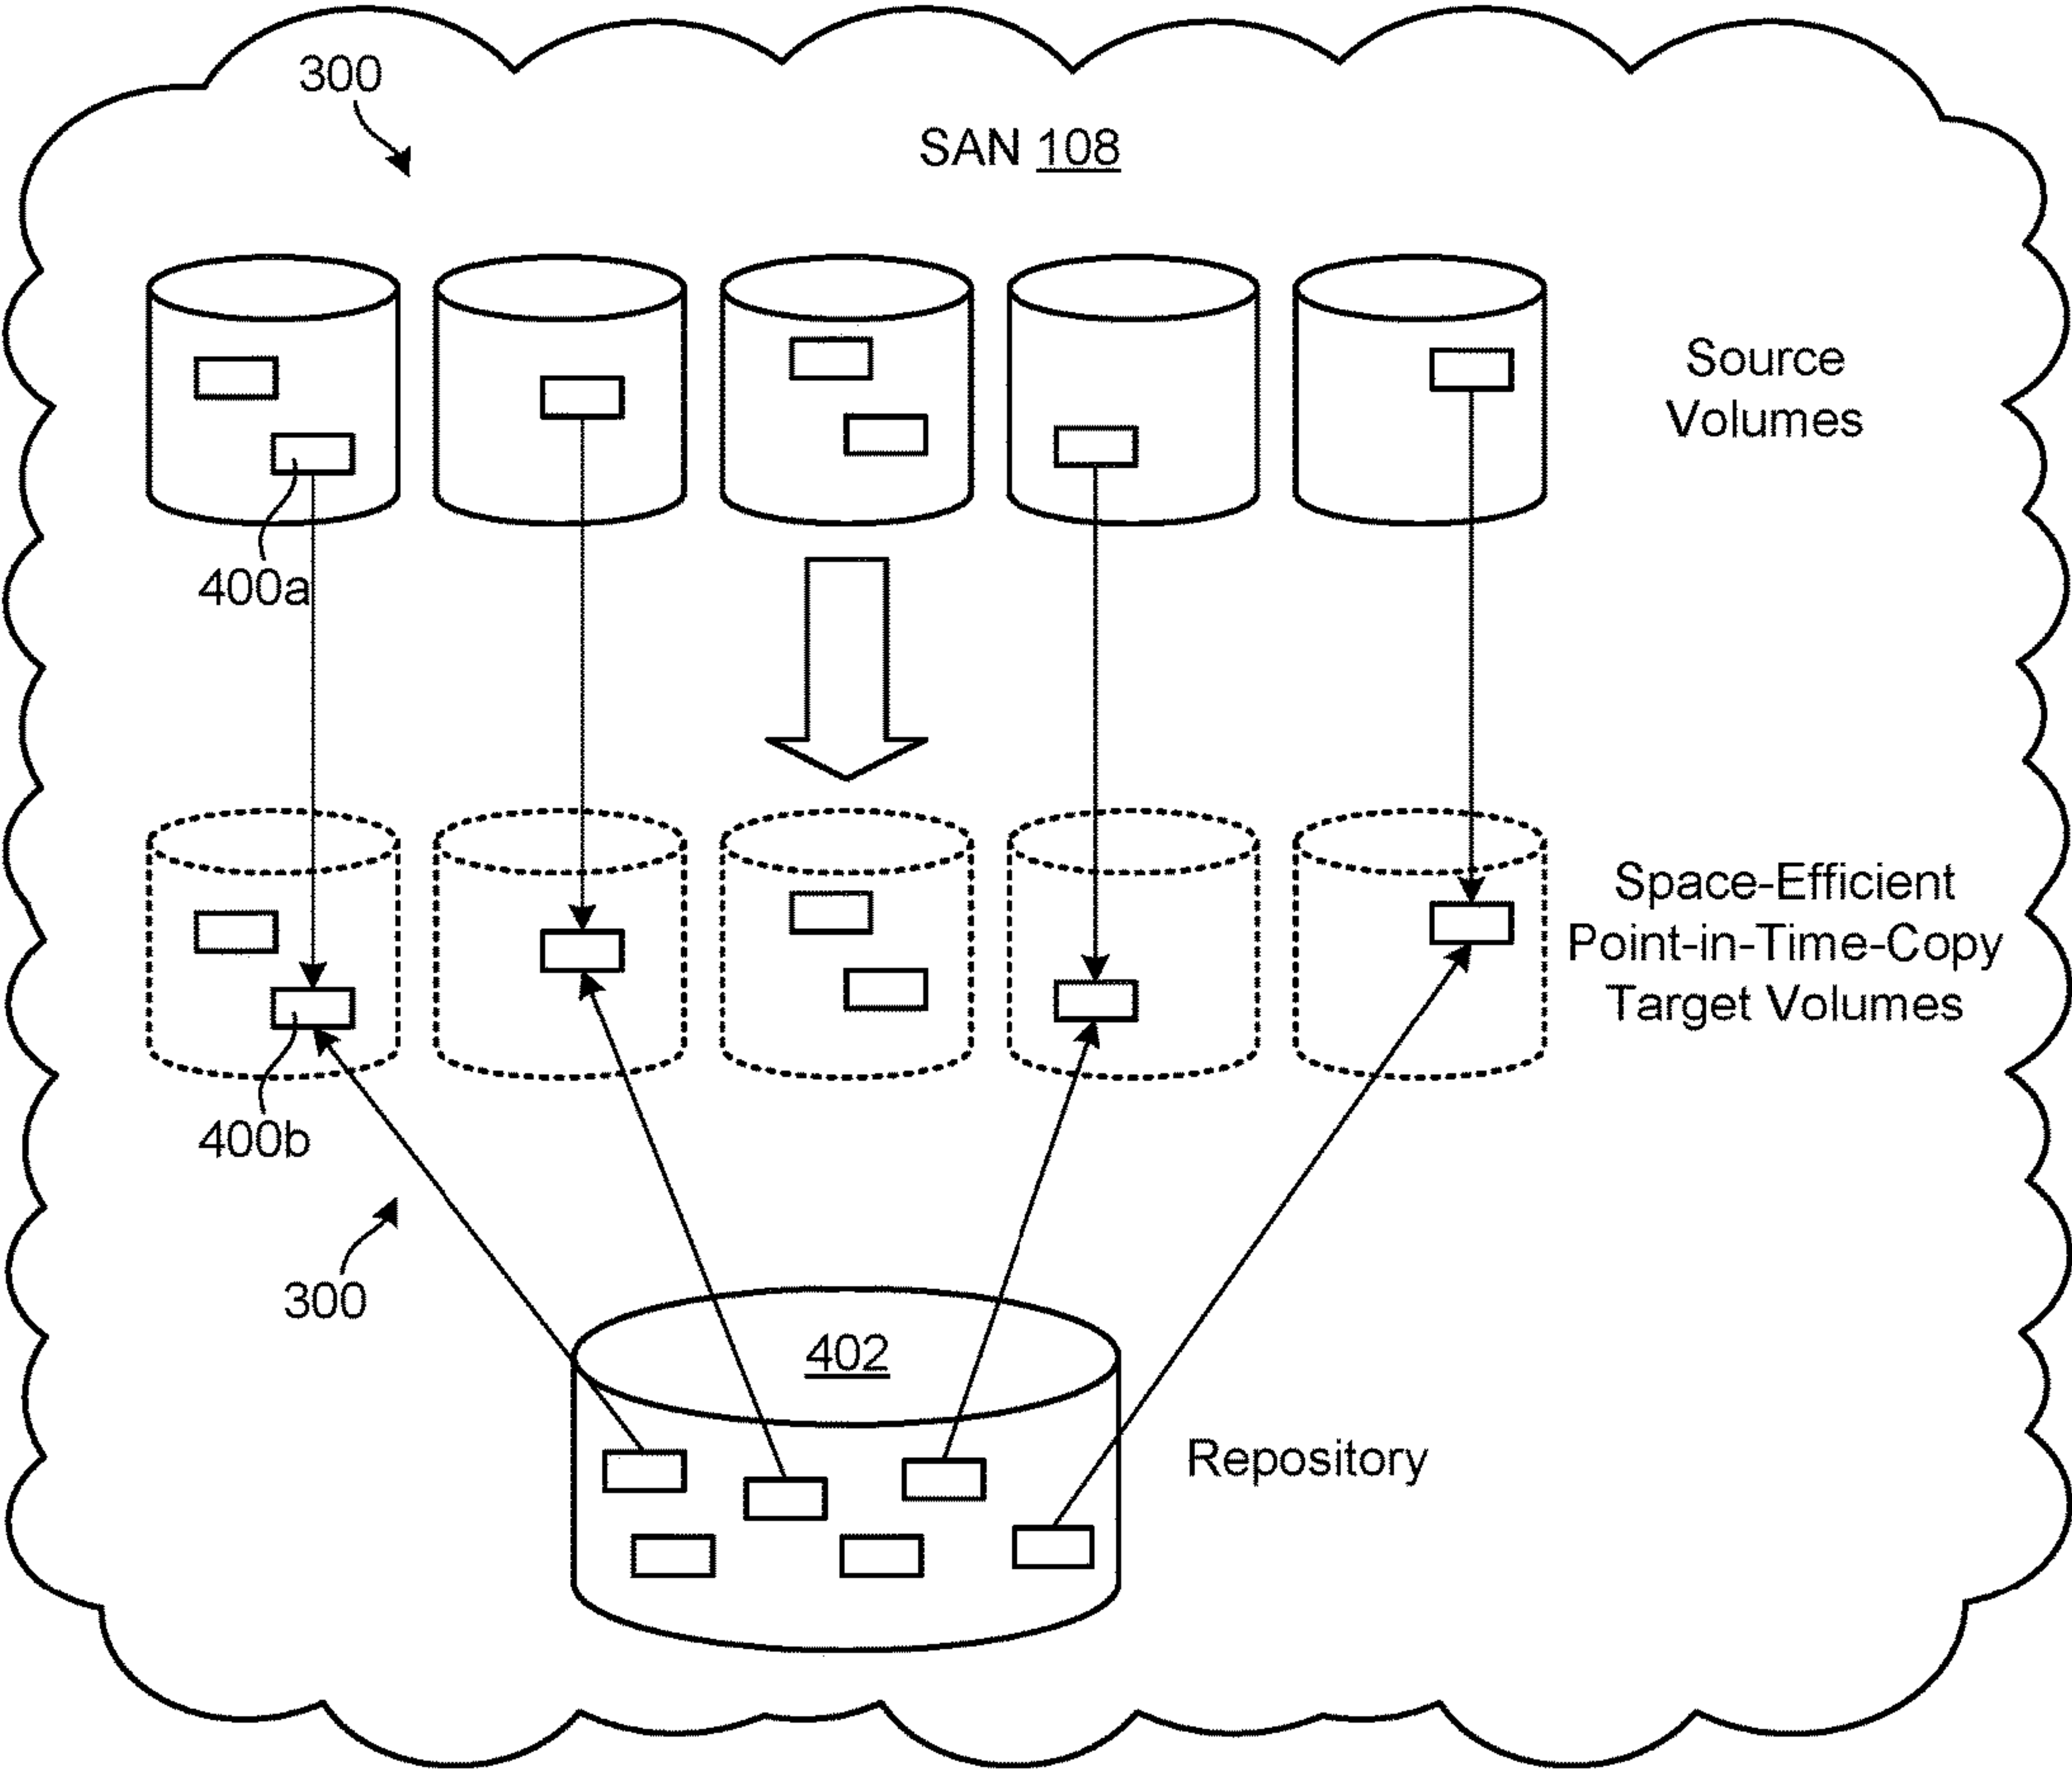 300
SAN 108
Source
Volumes
400a
Space-Efficient
Point-in-Time-Copy
Target Volumes
400b
300
402
Repository